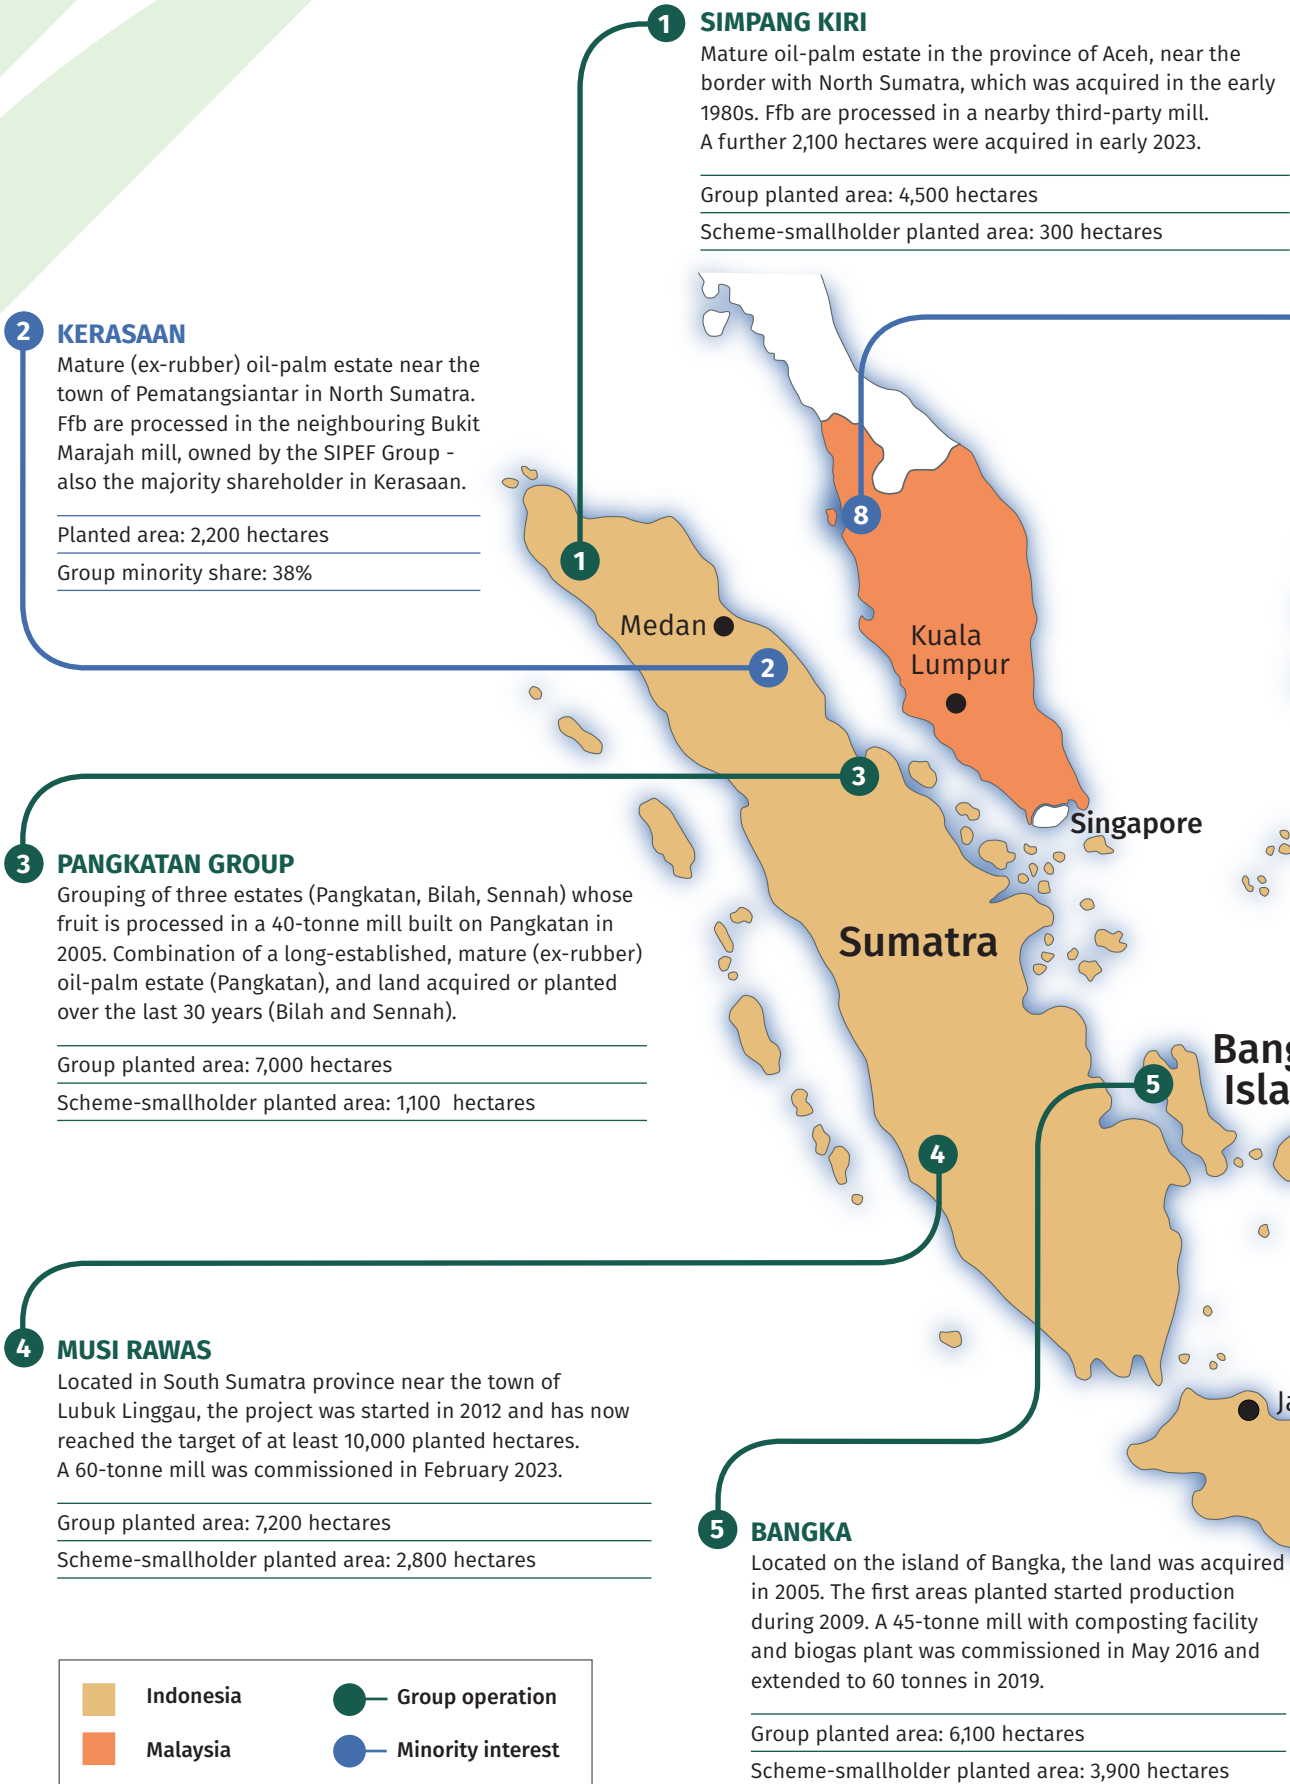 1 SIMPANG KIRI
Mature oil-palm estate in the province of Aceh, near the
border with North Sumatra, which was acquired in the early
1980s. Ffb are processed in a nearby third-party mill.
A further 2,100 hectares were acquired in early 2023.
Group planted area: 4,500 hectares
Scheme-smallholder planted area: 300 hectares
2 KERASAAN
Mature (ex-rubber) oil-palm estate near the
town of Pematangsiantar in North Sumatra.
Ffb are processed in the neighbouring Bukit
Marajah mill, owned by the SIPEF Group -
also the majority shareholder in Kerasaan.
Planted area: 2,200 hectares
Group minority share: 38%
8
1
Medan
2
Kuala
Lumpur
3
Singapore
3 PANGKATAN GROUP
Grouping of three estates (Pangkatan, Bilah, Sennah) whose
fruit is processed in a 40-tonne mill built on Pangkatan in
2005. Combination of a long-established, mature (ex-rubber)
oil-palm estate (Pangkatan), and land acquired or planted
over the last 30 years (Bilah and Sennah).
Group planted area: 7,000 hectares
Scheme-smallholder planted area: 1,100 hectares
Sumatra
Bang
Isla
5
4
4 MUSI RAWAS
Located in South Sumatra province near the town of
Lubuk Linggau, the project was started in 2012 and has now
reached the target of at least 10,000 planted hectares.
A 60-tonne mill was commissioned in February 2023.
Group planted area: 7,200 hectares
Scheme-smallholder planted area: 2,800 hectares
Ja
5 BANGKA
Located on the island of Bangka, the land was acquired
in 2005. The first areas planted started production
during 2009. A 45-tonne mill with composting facility
and biogas plant was commissioned in May 2016 and
extended to 60 tonnes in 2019.
Group planted area: 6,100 hectares
Scheme-smallholder planted area: 3,900 hectares
Indonesia
Group operation
Malaysia
Minority interest